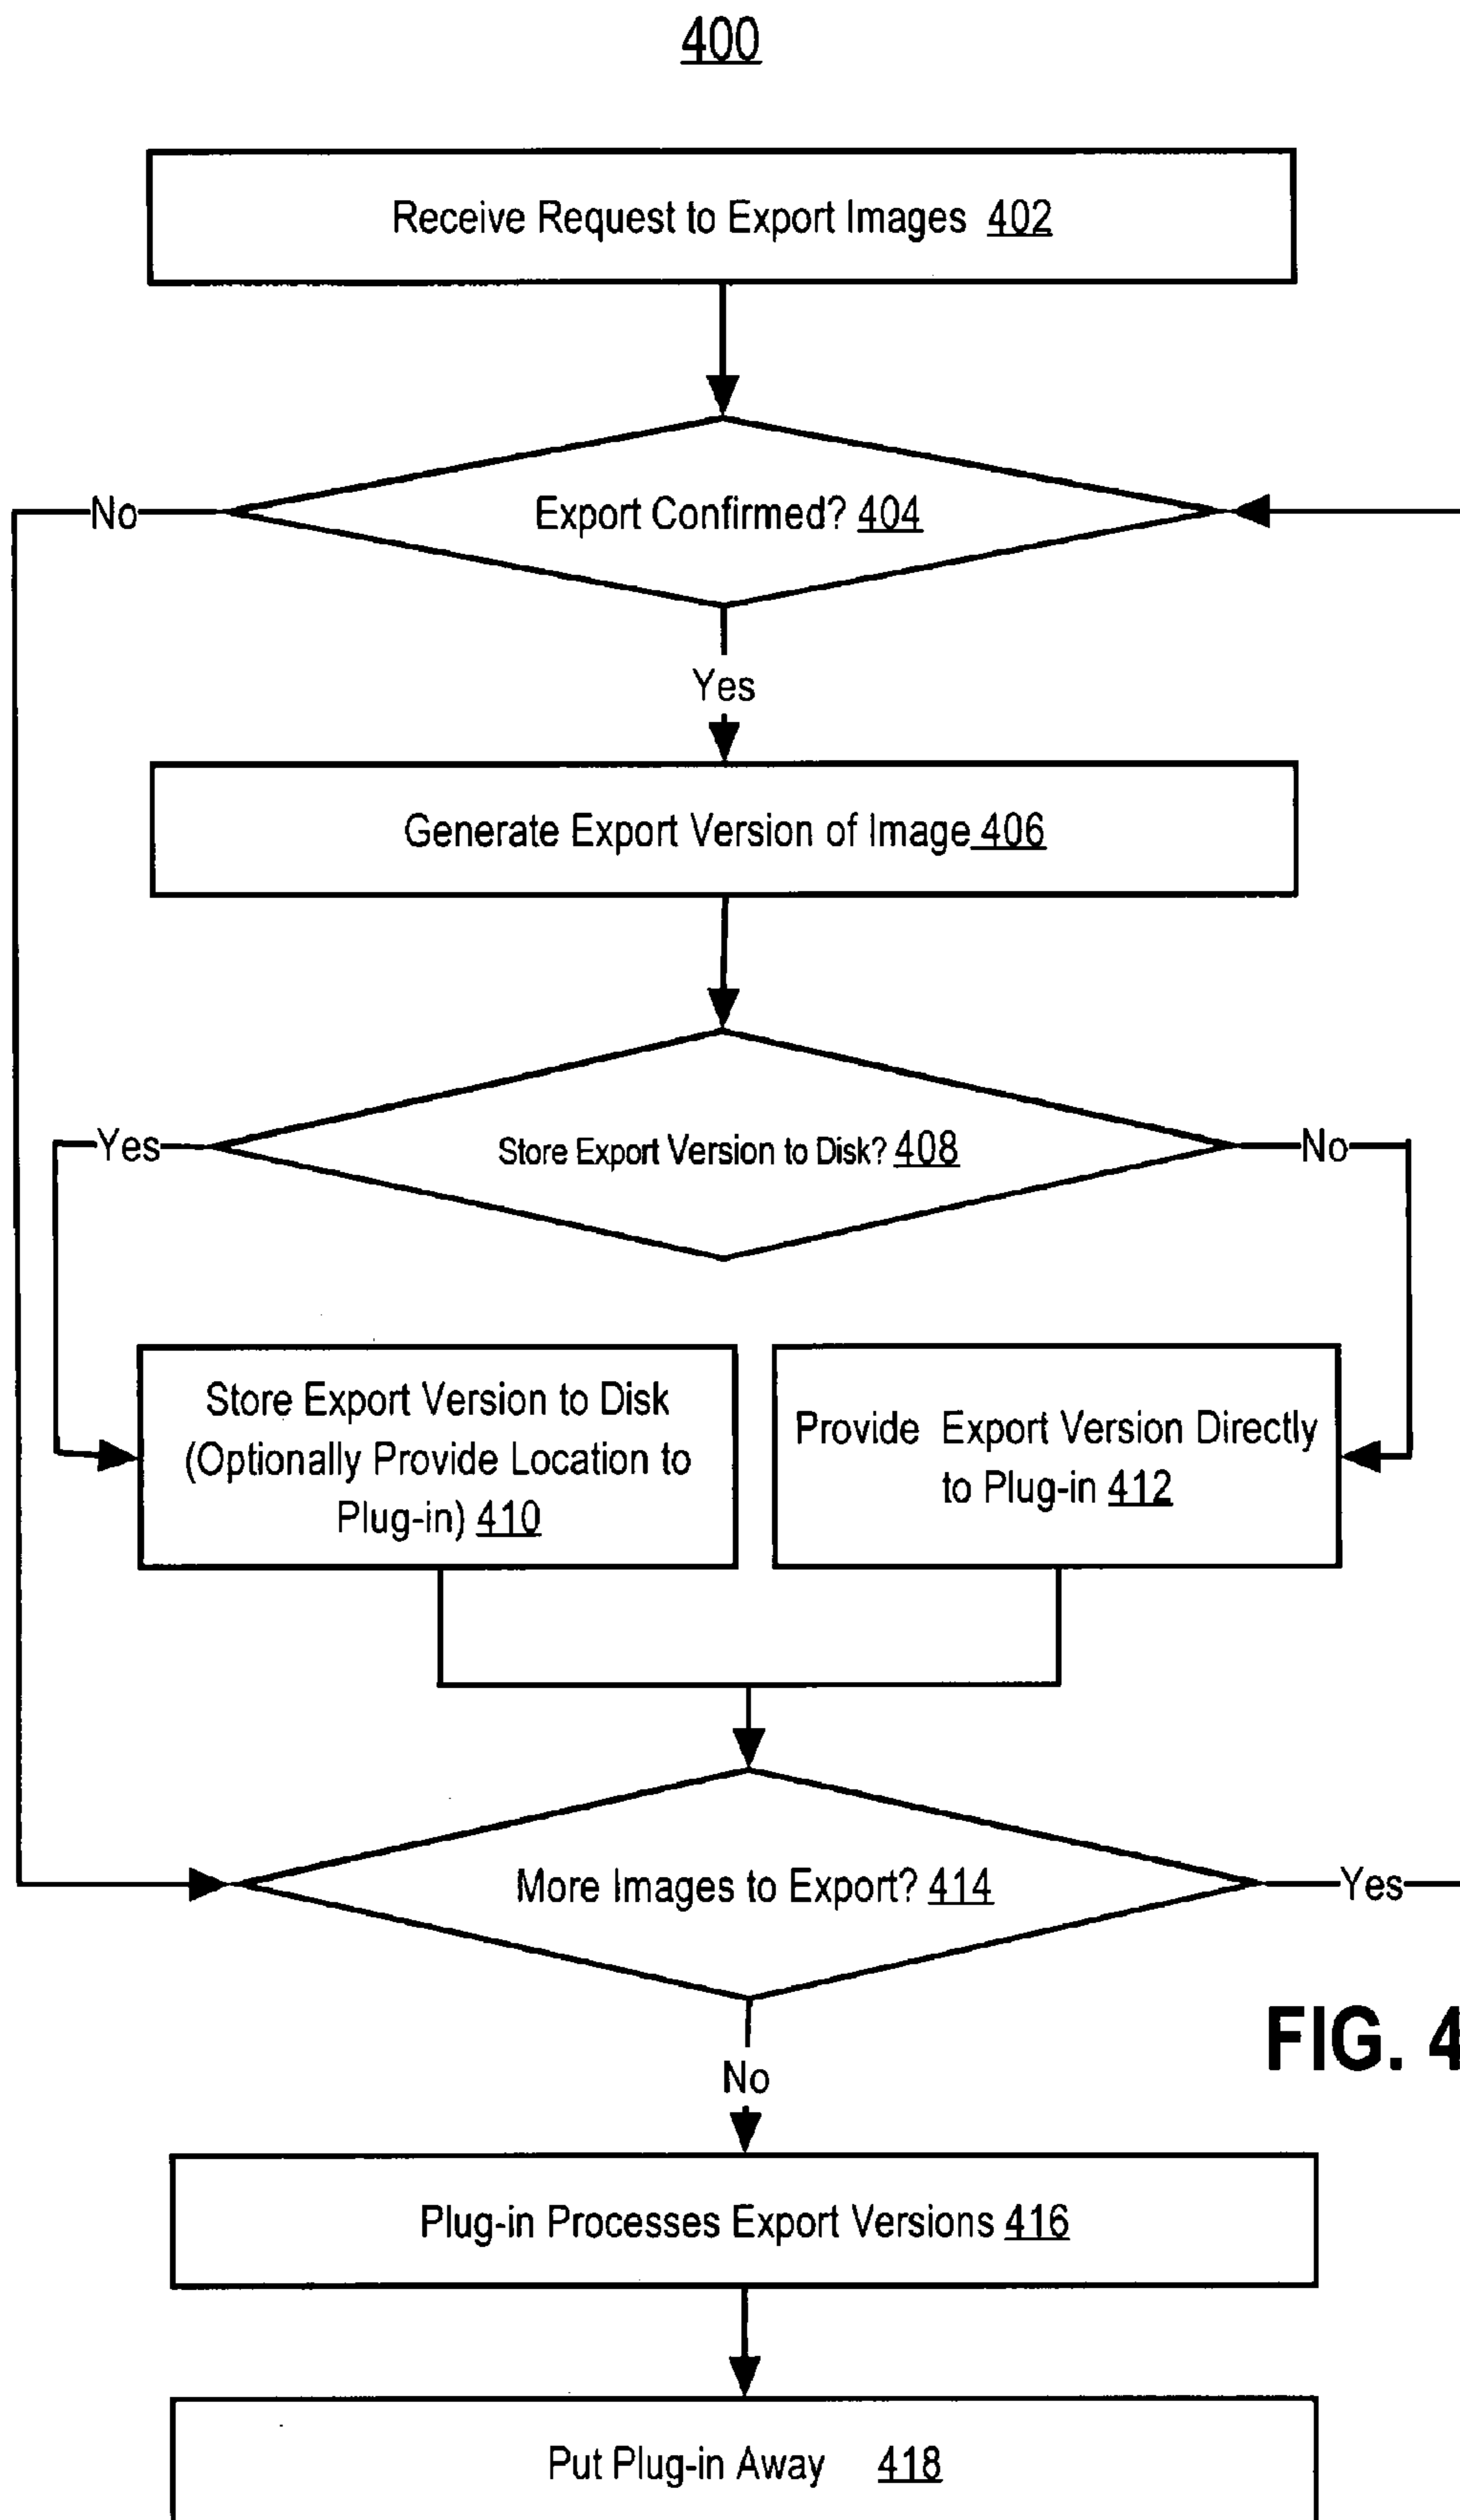 400
Receive Request to Export Images 402
No
Export Confirmed? 404
Yes
Generate Export Version of Image 406
Yes
Store Export Version to Disk? 408
No
Store Export Version to Disk
(Optionally Provide Location to
Plug-in) 410
Provide Export Version Directly
to Plug-in 412
More Images to Export? 414
Yes
FIG. 4
No
Plug-in Processes Export Versions 416
Put Plug-in Away 418